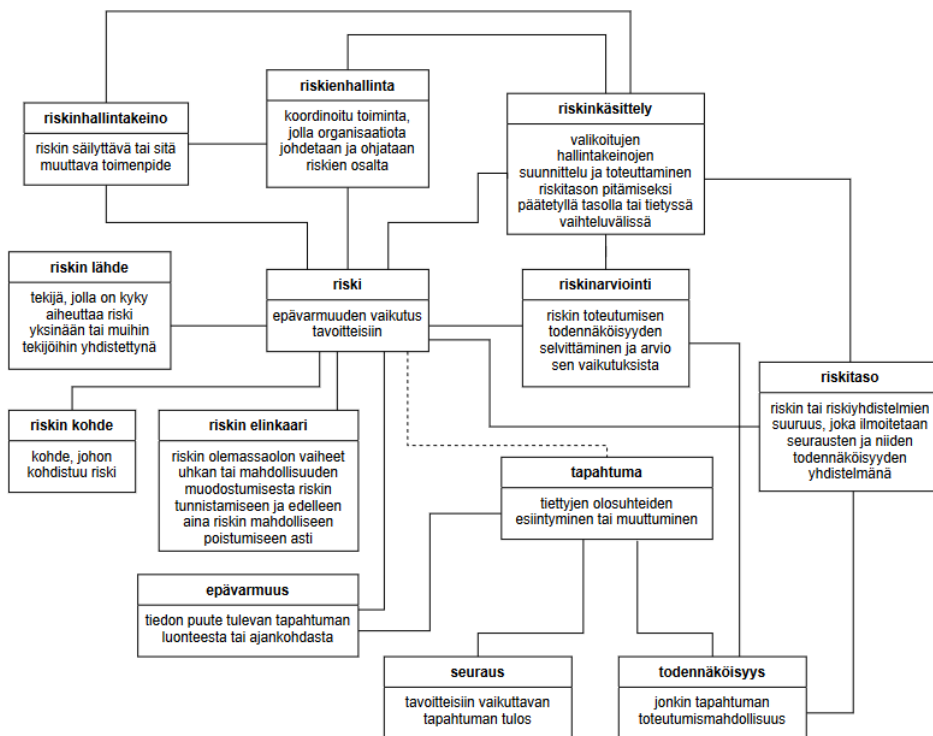 riskienhallinta
koordinoitu toiminta,
jolla organisaatiota
johdetaan ja ohjataan
riskien osalta
riskinhallintakeino
riskin säilyttävä tai sitä
muuttava toimenpide
riskinkäsittely
valikoitujen
hallintakeinojen
suunnittelu ja toteuttaminen
riskitason pitämiseksi
päätetyllä tasolla tai tietyssä
vaihteluvälissä
riskin lähde
tekijä, jolla on kyky
aiheuttaa riski
yksinään tai muihin
tekijöihin yhdistettynä
riski
epävarmuuden vaikutus
tavoitteisiin
riskinarviointi
riskin toteutumisen
todennäköisyyden
selvittäminen ja arvio
sen vaikutuksista
riskitaso
riskin tai riskiyhdistelmien
suuruus, joka ilmoitetaan
seurausten ja niiden
todennäköisyyden
yhdistelmänä
riskin kohde
kohde, johon
kohdistuu riski
riskin elinkaari
riskin olemassaolon vaiheet
uhkan tai mahdollisuuden
muodostumisesta riskin
tunnistamiseen ja edelleen
aina riskin mahdolliseen
poistumiseen asti
tapahtuma
tiettyjen olosuhteiden
esiintyminen tai muuttuminen
epävarmuus
tiedon puute tulevan tapahtuman
luonteesta tai ajankohdasta
seuraus
tavoitteisiin vaikuttavan
tapahtuman tulos
todennäköisyys
jonkin tapahtuman
toteutumismahdollisuus